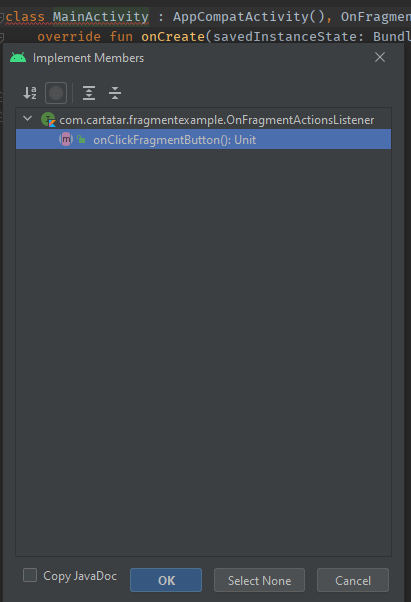 class MainActivity : AppCompatActivity(), OnFragmen
override fun onCreate(savedInstanceState: Bundl
Implement Members
com.cartatar.fragmentexample.OnFragmentActionsListener
onClickFragmentButton(): Unit
Copy JavaDoc
OK
Select None
Cancel